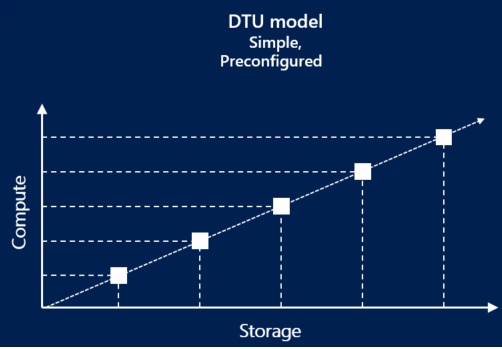 DTU model
Simple,
Preconfigured
Compute
Storage